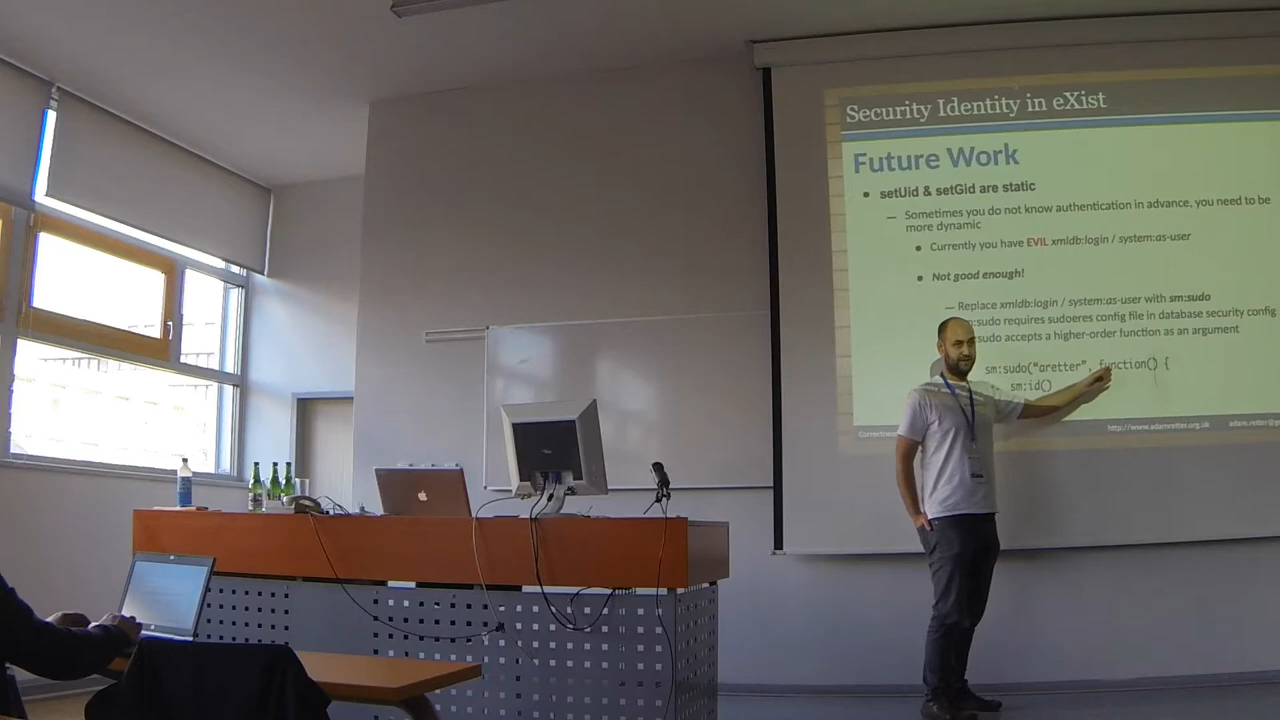 Security Identity in eXist
Future Work
• setUid & setGid are static
— Sometimes you do not know authentication in advance, you need to be
more dynamic
• Currently you have EVIL xmldb:login / system:as-user
• Not good enough!
— Replace xmldb:login / system:as-user with sm:sudo
sm:sudo requires sudoeres config file in database security config
sudo accepts a higher-order function as an argument
sm:sudo("aretter", function() {
sm:id()
http://www.adamretter.org.uk